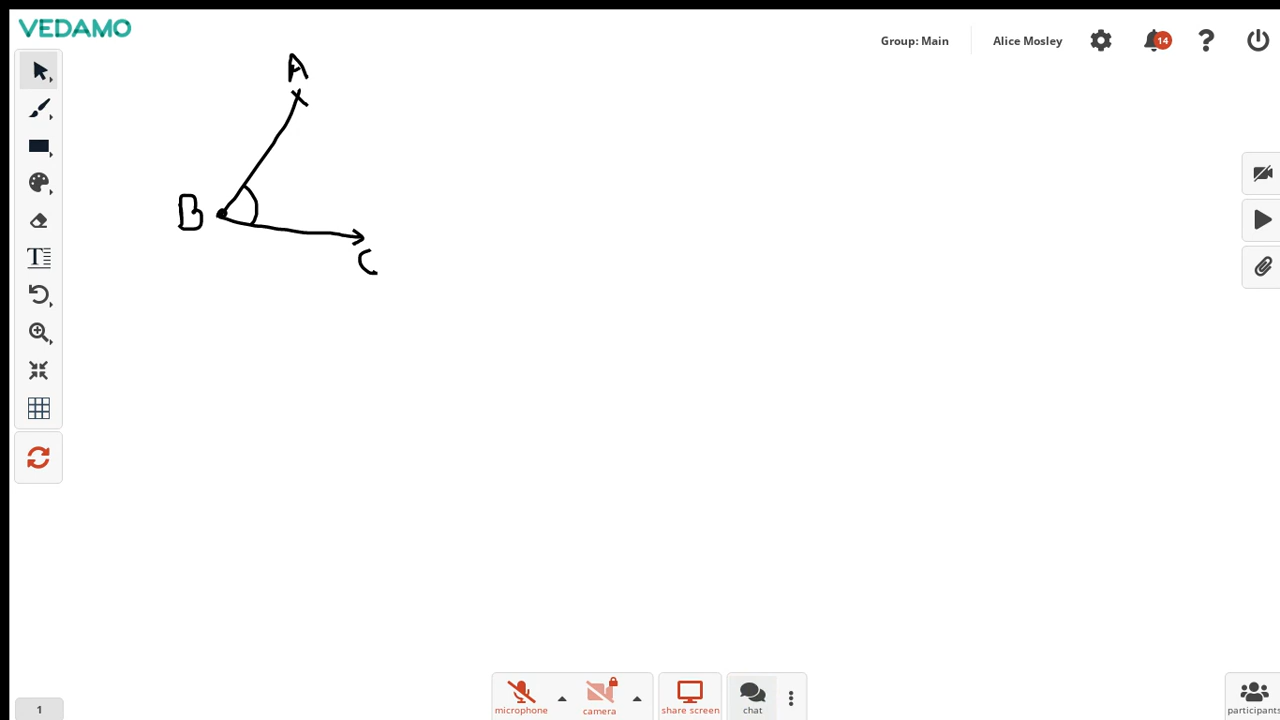 VEDAMO
Group: Main
Alice Mosley
14
A
B
C
1
microphone
camera
share screen
chat
participants